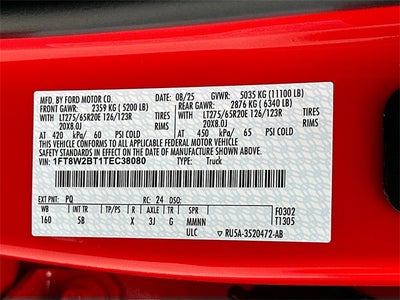 MFD. BY FORD MOTOR CO. 08/25 GVWR: 5035 KG (11100 LB)
FRONT GAWR: 2359 KG ( 5200 LB) REAR GAWR: 2876 KG ( 6340 LB)
WITH LT275/65R20E 126/123R TIRES WITH LT275/65R20E 126/123R TIRES
20X8.0J RIMS 20X8.0J RIMS
AT 420 kPa/ 60 PSI COLD AT 450 kPa/ 65 PSI COLD
THIS VEHICLE CONFORMS TO ALL APPLICABLE FEDERAL MOTOR VEHICLE
SAFETY STANDARDS IN EFFECT ON THE DATE OF MANUFACTURE SHOWN ABOVE.
VIN: 1FT8W2BT1TEC38080 TYPE: Truck
EXT PNT: PQ RC: 24 DSO: F0302
WB INT TR TP/PS R AXLE TR SPR T1305
160 5B X 3J G MMNN
ULC RU5A-3520472-AB